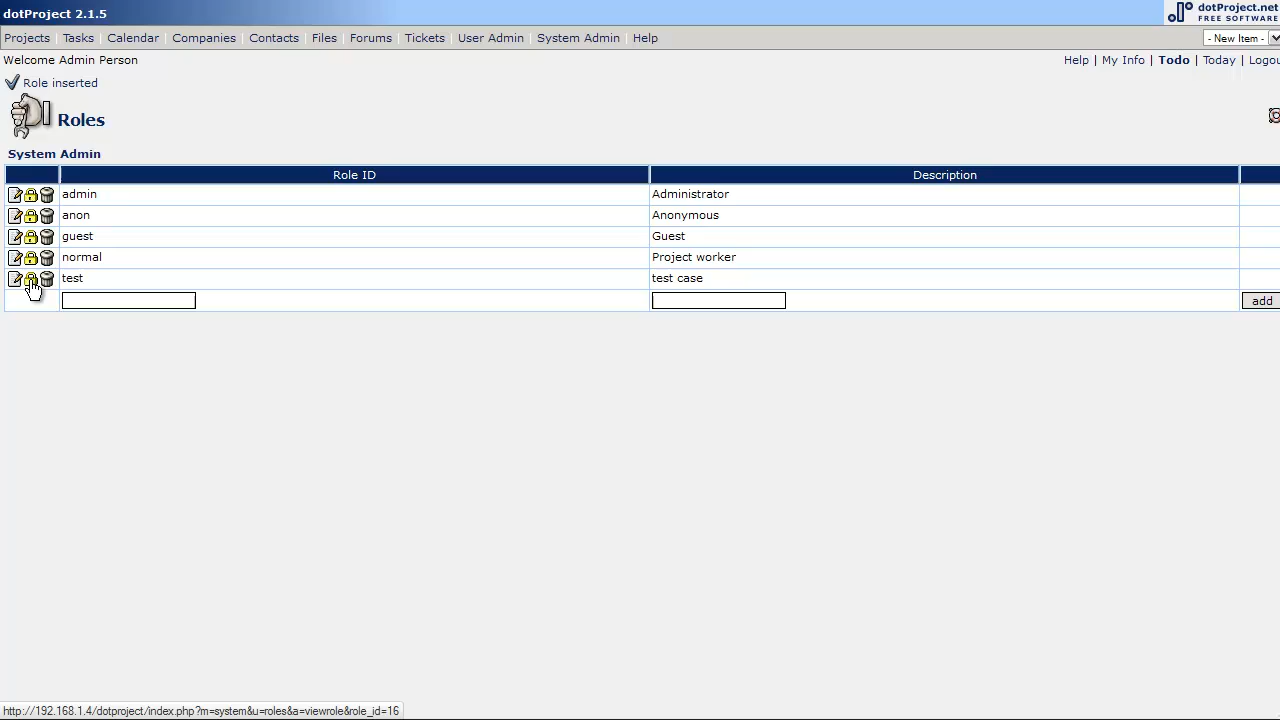 dotProject 2.1.5
dotProject.net
FREE SOFTWARE
Projects Tasks Calendar Companies Contacts Files Forums Tickets User Admin System Admin Help - New Item -
Welcome Admin Person Help | My Info | Todo | Today | Logou
Role inserted
Roles
System Admin
Role ID Description
admin Administrator
anon Anonymous
guest Guest
normal Project worker
test test case
add
http://192.168.1.4/dotproject/index.php?m=system&u=roles&a=viewrole&role_id=16